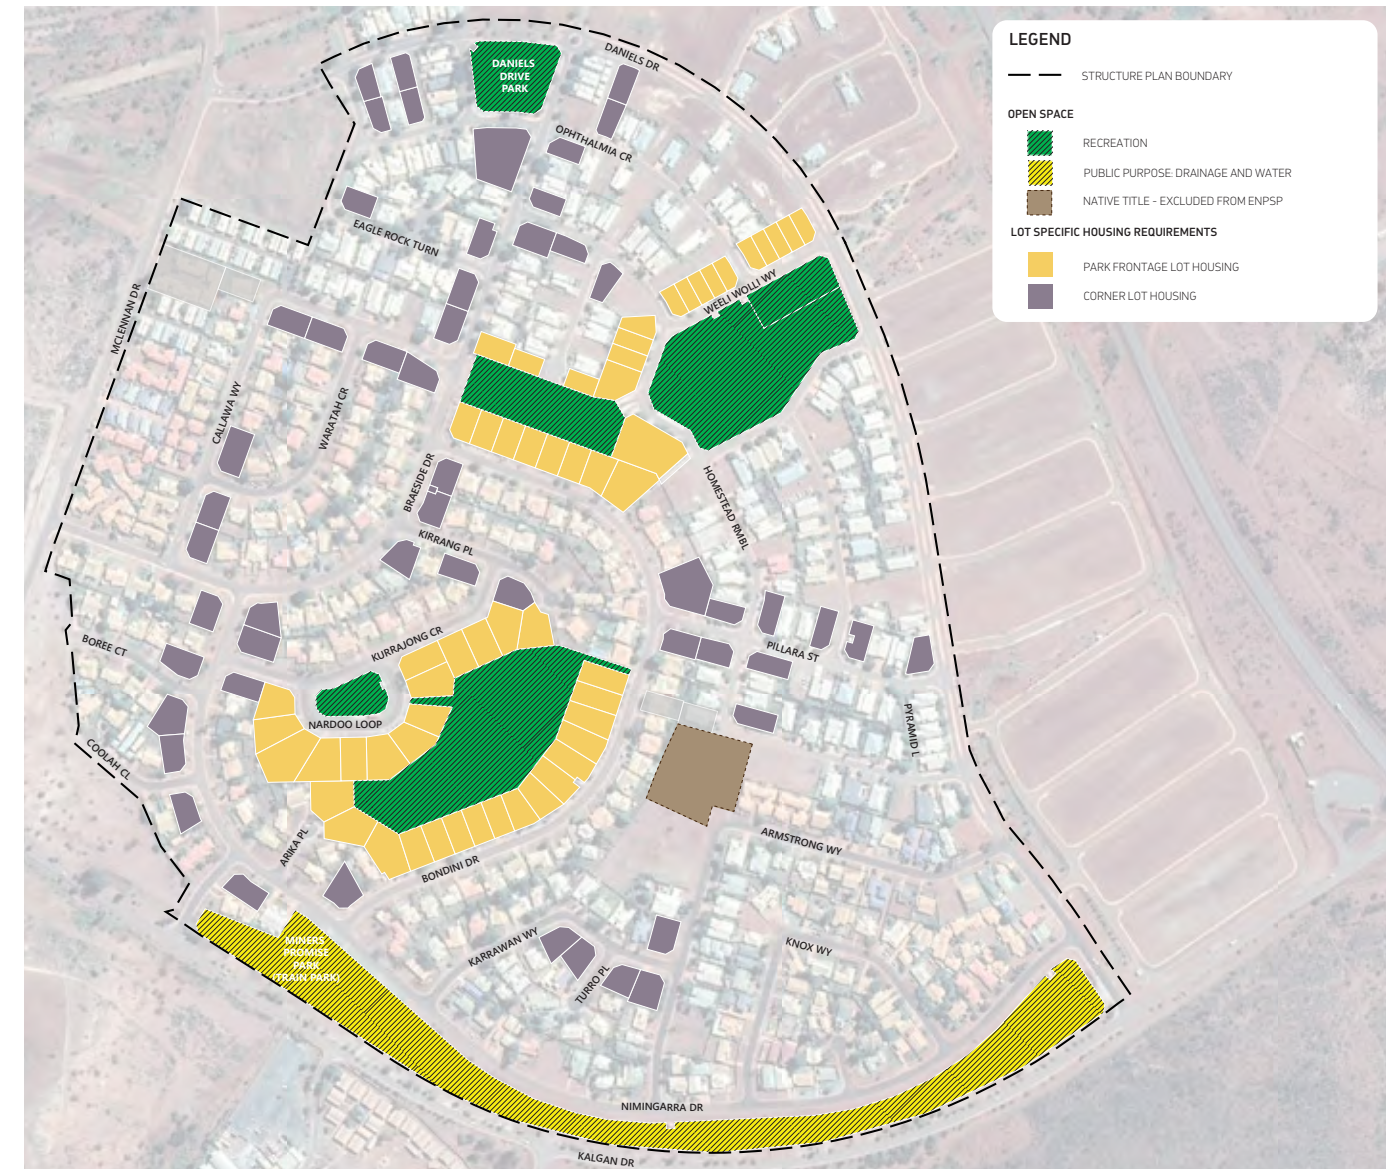 LEGEND
STRUCTURE PLAN BOUNDARY
OPEN SPACE
RECREATION
PUBLIC PURPOSE: DRAINAGE AND WATER
NATIVE TITLE - EXCLUDED FROM ENPSP
LOT SPECIFIC HOUSING REQUIREMENTS
PARK FRONTAGE LOT HOUSING
CORNER LOT HOUSING
DANIELS
DRIVE
PARK
DANIELS DR
OPHTHALMIA CR
EAGLE ROCK TURN
WEELI WOLLI WY
MCLENNAN DR
CALLAWA WY
WARATAH CR
BRAESIDE DR
HOMESTEAD RMBL
KIRRANG PL
BOREE CT
KURRAJONG CR
PILLARA ST
NARDOO LOOP
PYRAMID L
COOLAH CL
ARIKA PL
BONDINI DR
ARMSTRONG WY
KARRAWAN WY
KNOX WY
TURRO PL
MINERS
PROMISE
PARK
(TRAIN PARK)
NIMINGARRA DR
KALGAN DR